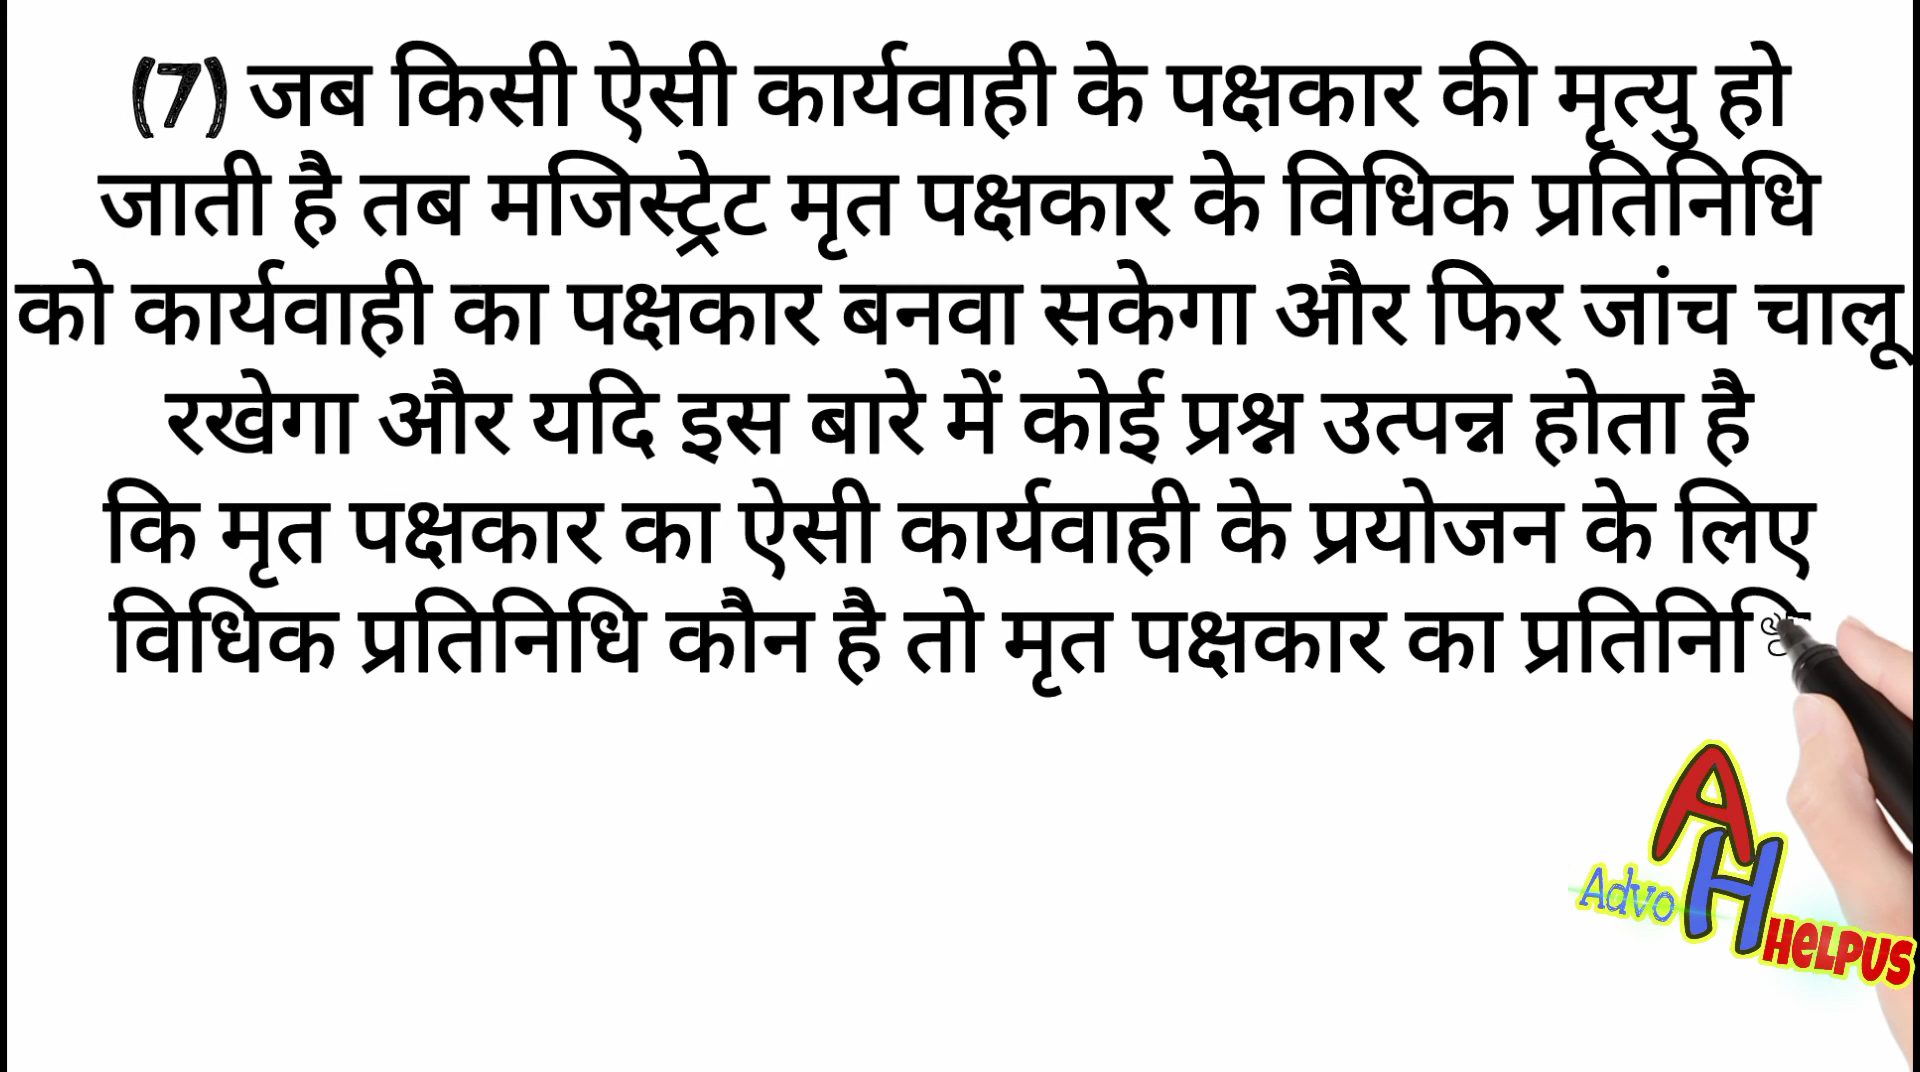 (7) जब किसी ऐसी कार्यवाही के पक्षकार की मृत्यु हो
जाती है तब मजिस्ट्रेट मृत पक्षकार के विधिक प्रतिनिधि
को कार्यवाही का पक्षकार बनवा सकेगा और फिर जांच चालू
रखेगा और यदि इस बारे में कोई प्रश्न उत्पन्न होता है
कि मृत पक्षकार का ऐसी कार्यवाही के प्रयोजन के लिए
विधिक प्रतिनिधि कौन है तो मृत पक्षकार का
AH
Advo
HELPUS